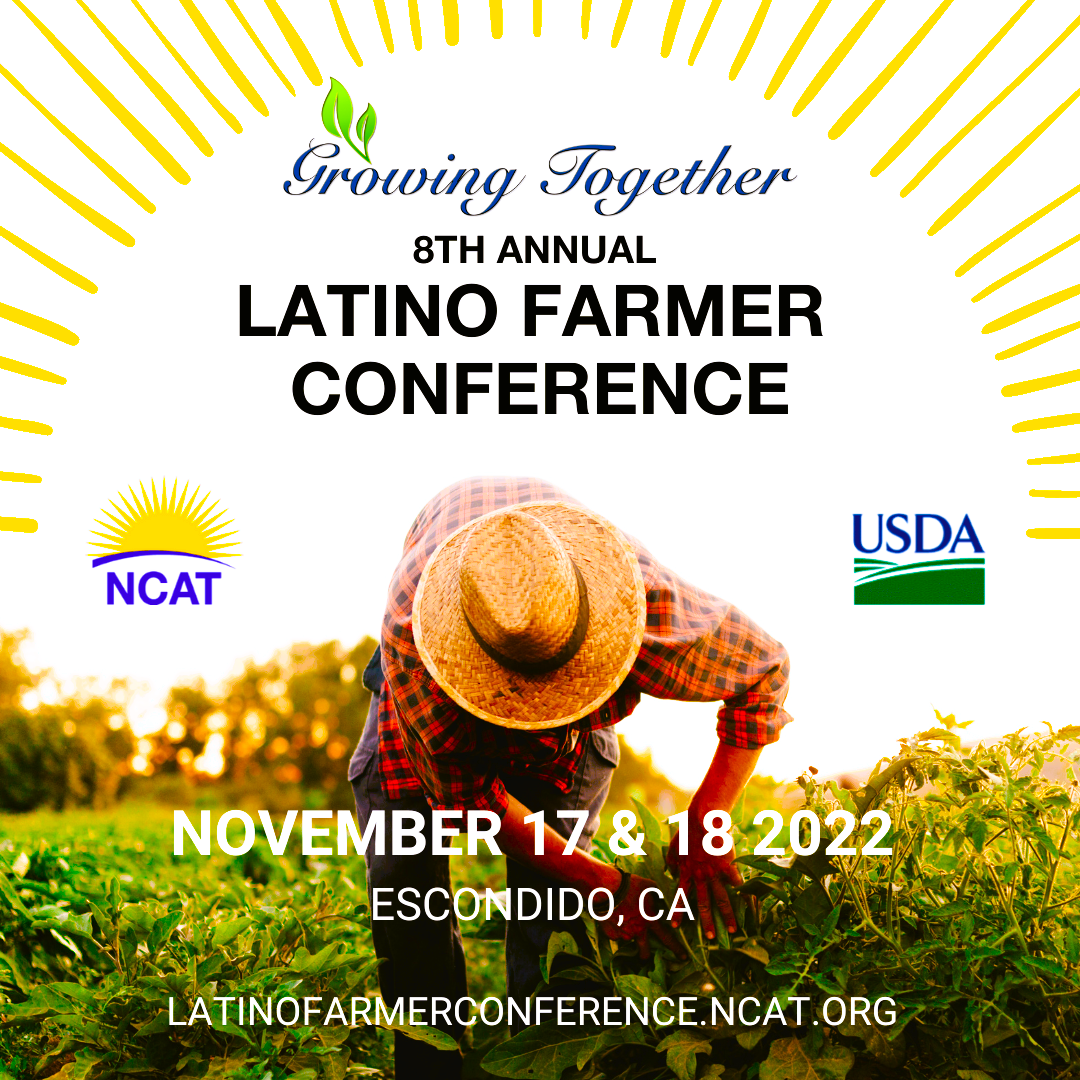 Growing Together
8TH ANNUAL
LATINO FARMER
CONFERENCE
NCAT
USDA
NOVEMBER 17 & 18 2022
ESCONDIDO, CA
LATINOFARMERCONFERENCE.NCAT.ORG